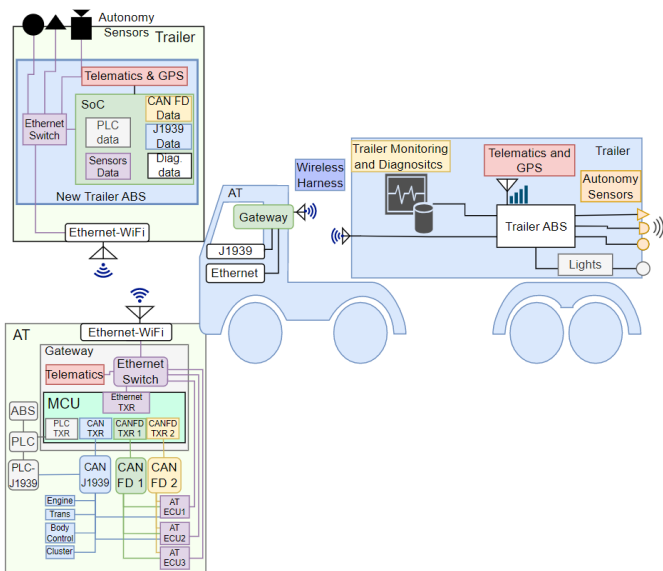 Autonomy
Sensors
Trailer
Telematics & GPS
SoC
CAN FD
Data
Ethernet
Switch
PLC
data
J1939
Data
Sensors
Data
Diag.
data
New Trailer ABS
Ethernet-WiFi
AT
Wireless
Harness
Gateway
J1939
Ethernet
Trailer Monitoring
and Diagnositcs
Telematics and
GPS
Trailer
Autonomy
Sensors
Trailer ABS
Lights
AT
Ethernet-WiFi
Gateway
Telematics
Ethernet
Switch
MCU
Ethernet
TXR
ABS
PLC
TXR
CAN
TXR
CANFD
TXR 1
CANFD
TXR 2
PLC
PLC-
J1939
CAN
J1939
CAN
FD 1
CAN
FD 2
Engine
Trans
Body
Control
Cluster
AT
ECU1
AT
ECU2
AT
ECU3